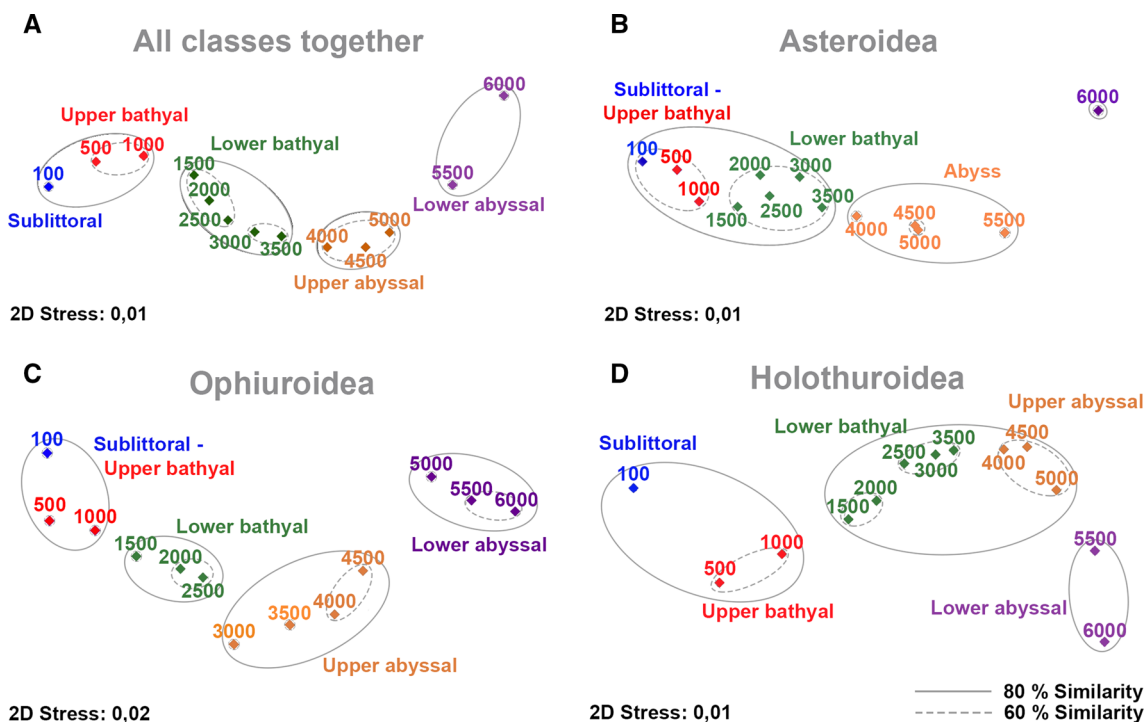 A
All classes together
Upper bathyal
500
1000
100
Sublittoral
Lower bathyal
1500
2000
2500
3000
3500
4000
4500
5000
Upper abyssal
6000
5500
Lower abyssal
2D Stress: 0,01
B
Asteroidea
Sublittoral -
Upper bathyal
100
500
1000
Lower bathyal
2000
3000
1500
2500
3500
Abyss
4000
4500
5000
5500
6000
2D Stress: 0,01
C
Ophiuroidea
100
Sublittoral -
Upper bathyal
500
1000
Lower bathyal
1500
2000
2500
3000
3500
4000
4500
Upper abyssal
5000
5500
6000
Lower abyssal
2D Stress: 0,02
D
Holothuroidea
Sublittoral
100
500
1000
Upper bathyal
Lower bathyal
1500
2000
2500
3000
3500
Upper abyssal
4500
4000
5000
5500
Lower abyssal
6000
2D Stress: 0,01
80 % Similarity
60 % Similarity